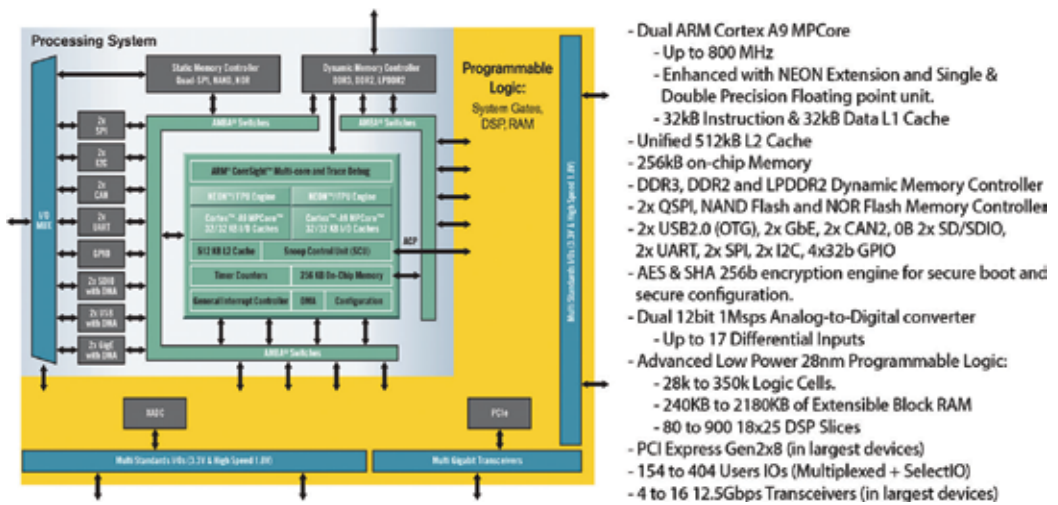 Processing System
Static Memory Controller
Quad-SPI, NAND, NOR
Dynamic Memory Controller
DDR3, DDR2, LPDDR2
Programmable
Logic:
System Gates,
DSP, RAM
AMBA® Switches
AMBA® Switches
2x
SPI
2x
I2C
2x
CAN
2x
UART
GPIO
2x SDIO
with DMA
2x USB
with DMA
2x GigE
with DMA
I/O
MUX
ARM® CoreSight™ Multi-core and Trace Debug
NEON™/FPU Engine
NEON™/FPU Engine
Cortex™-A9 MPCore™
32/32 KB I/D Caches
Cortex™-A9 MPCore™
32/32 KB I/D Caches
512 KB L2 Cache
Snoop Control Unit (SCU)
Timer Counters
256 KB On-Chip Memory
General Interrupt Controller
DMA
Configuration
ACP
AMBA® Switches
XADC
PCIe
Multi Standards I/Os (3.3V & High Speed 1.8V)
Multi Gigabit Transceivers
Multi Standards I/Os (3.3V & High Speed 1.8V)
- Dual ARM Cortex A9 MPCore
- Up to 800 MHz
- Enhanced with NEON Extension and Single &
Double Precision Floating point unit.
- 32kB Instruction & 32kB Data L1 Cache
- Unified 512kB L2 Cache
- 256kB on-chip Memory
- DDR3, DDR2 and LPDDR2 Dynamic Memory Controller
- 2x QSPI, NAND Flash and NOR Flash Memory Controller
- 2x USB2.0 (OTG), 2x GbE, 2x CAN2, 0B 2x SD/SDIO,
2x UART, 2x SPI, 2x I2C, 4x32b GPIO
- AES & SHA 256b encryption engine for secure boot and
secure configuration.
- Dual 12bit 1Msps Analog-to-Digital converter
- Up to 17 Differential Inputs
- Advanced Low Power 28nm Programmable Logic:
- 28k to 350k Logic Cells.
- 240KB to 2180KB of Extensible Block RAM
- 80 to 900 18x25 DSP Slices
- PCI Express Gen2x8 (in largest devices)
- 154 to 404 Users IOs (Multiplexed + SelectIO)
- 4 to 16 12.5Gbps Transceivers (in largest devices)